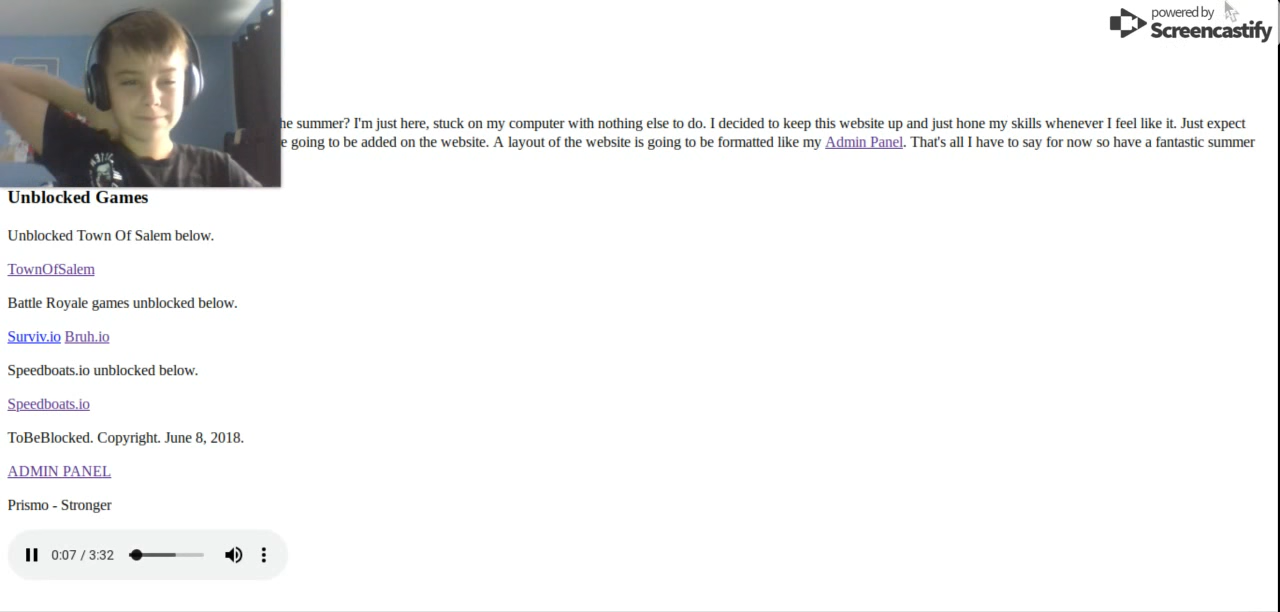 powered by
Screencastify
he summer? I'm just here, stuck on my computer with nothing else to do. I decided to keep this website up and just hone my skills whenever I feel like it. Just expect
e going to be added on the website. A layout of the website is going to be formatted like my Admin Panel. That's all I have to say for now so have a fantastic summer
Unblocked Games
Unblocked Town Of Salem below.
TownOfSalem
Battle Royale games unblocked below.
Surviv.io Bruh.io
Speedboats.io unblocked below.
Speedboats.io
ToBeBlocked. Copyright. June 8, 2018.
ADMIN PANEL
Prismo - Stronger
0:07 / 3:32